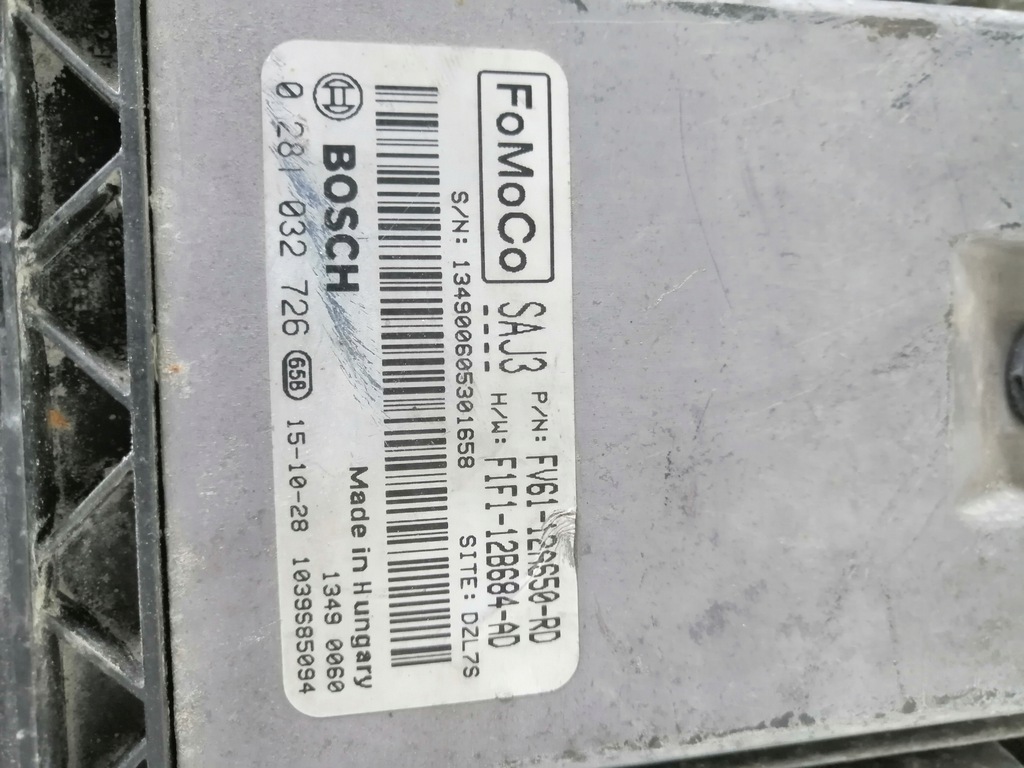 FoMoCo SAJ3 P/N: FV61-12A650-RD
---- H/W: F1F1-12B684-AD
S/N: 134900605301658 SITE: DZL7S
BOSCH Made in Hungary
1349 0060
0 281 032 726 65B 15-10-28 1039S85094